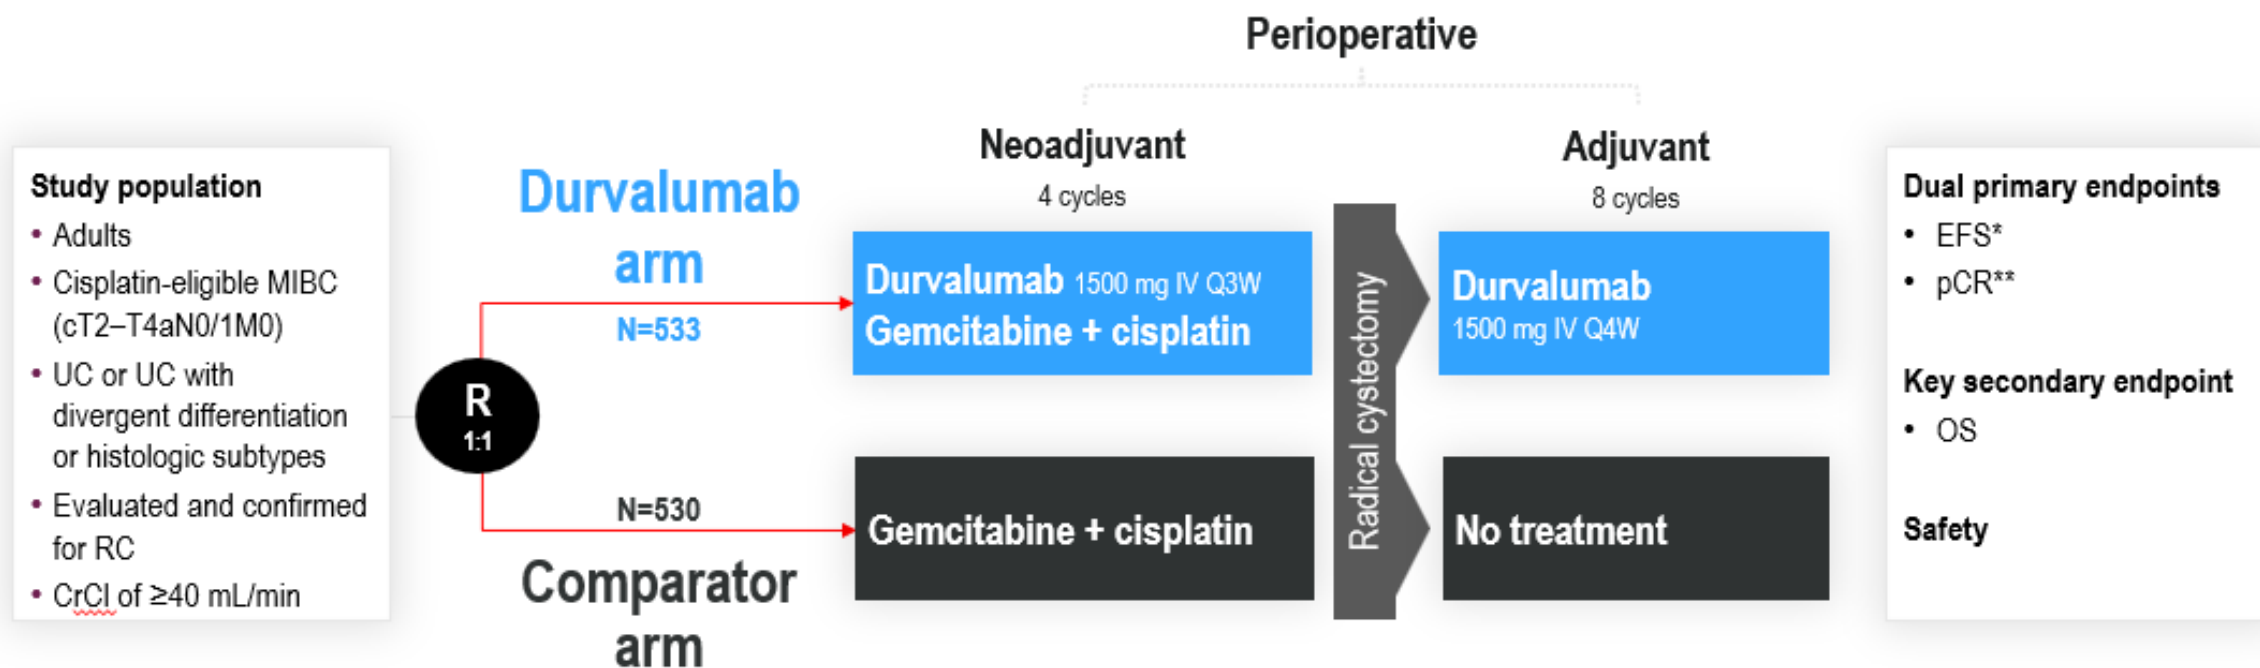 Perioperative
Study population
• Adults
• Cisplatin-eligible MIBC
(cT2–T4aN0/1M0)
• UC or UC with
divergent differentiation
or histologic subtypes
• Evaluated and confirmed
for RC
• CrCl of ≥40 mL/min
R
1:1
Durvalumab
arm
N=533
N=530
Comparator
arm
Neoadjuvant
4 cycles
Durvalumab 1500 mg IV Q3W
Gemcitabine + cisplatin
Gemcitabine + cisplatin
Radical cystectomy
Adjuvant
8 cycles
Durvalumab
1500 mg IV Q4W
No treatment
Dual primary endpoints
• EFS*
• pCR**
Key secondary endpoint
• OS
Safety